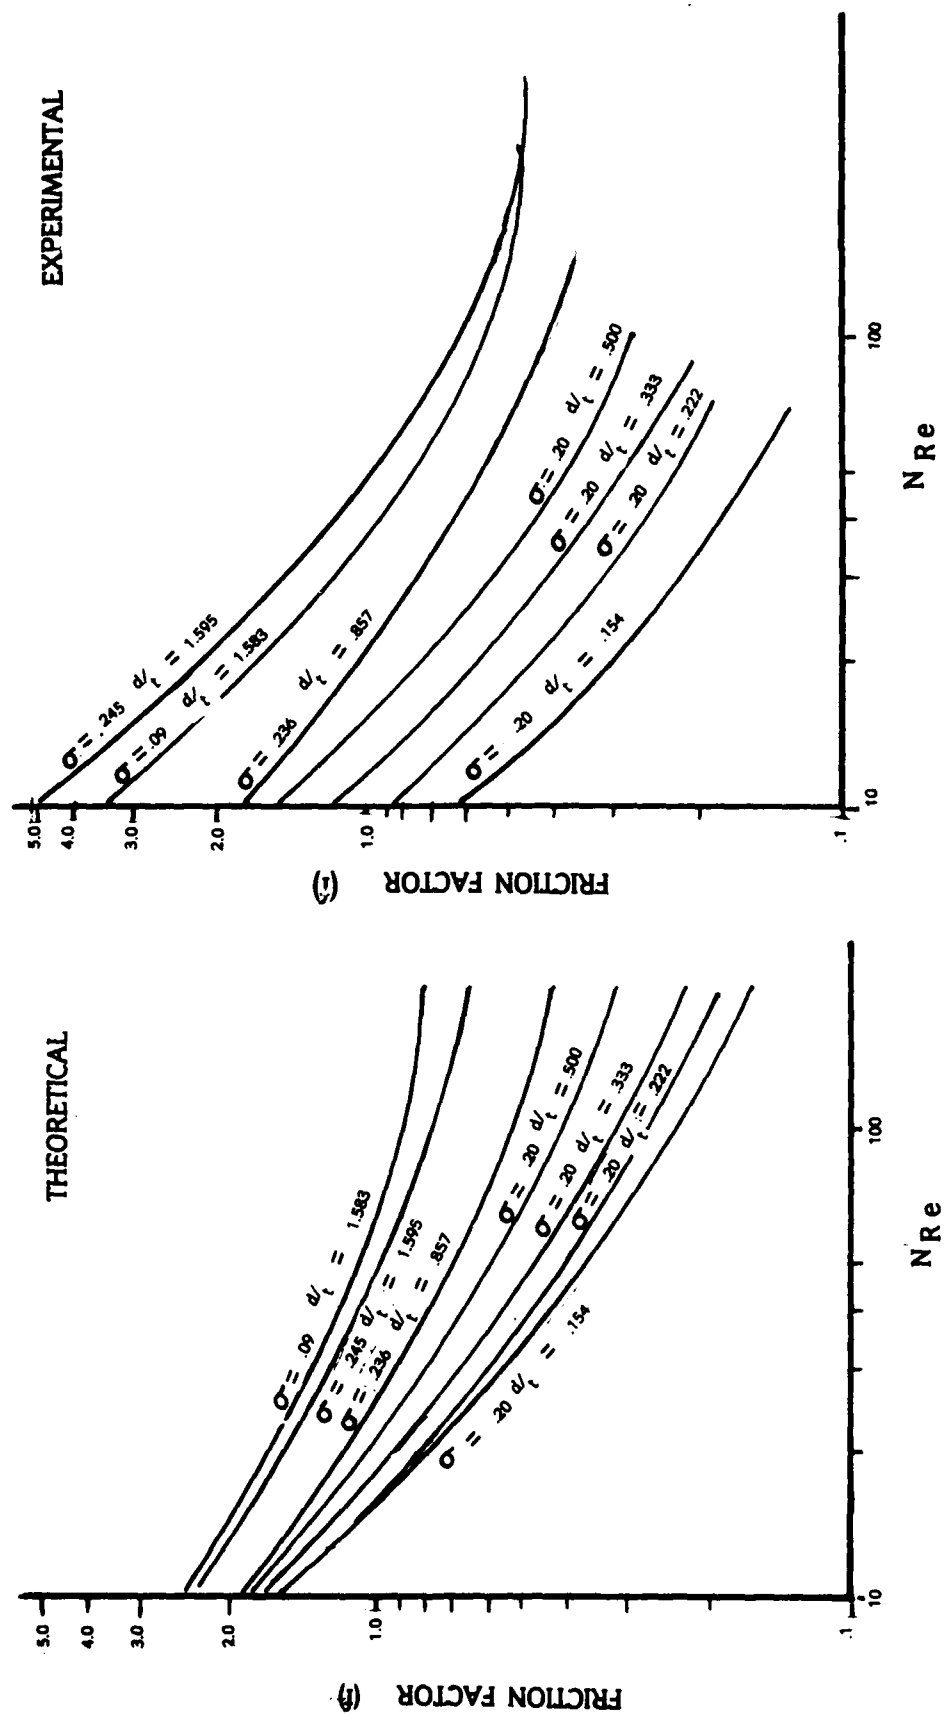 THEORETICAL
FRICTION FACTOR (f)
5.0
4.0
3.0
2.0
1.0
.1
10
100
N Re
σ = .09 d/t = 1.583
σ = .245 d/t = 1.595
σ = .236 d/t = .857
σ = .20 d/t = .500
σ = .20 d/t = .333
σ = .20 d/t = .222
σ = .20 d/t = .154
EXPERIMENTAL
FRICTION FACTOR (f)
5.0
4.0
3.0
2.0
1.0
.1
10
100
N Re
σ = .245 d/t = 1.595
σ = .09 d/t = 1.583
σ = .236 d/t = .857
σ = .20 d/t = .500
σ = .20 d/t = .333
σ = .20 d/t = .222
σ = .20 d/t = .154